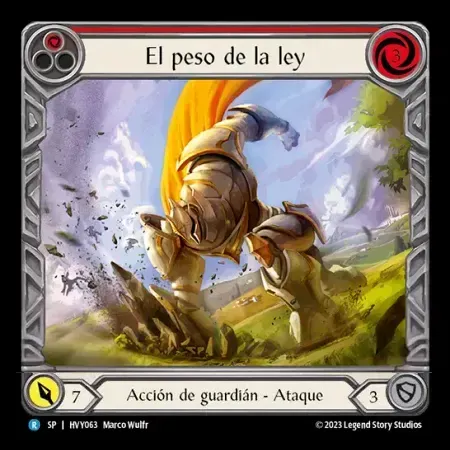 El peso de la ley
3
7
Acción de guardián - Ataque
3
R SP | HVY063 Marco Wulfr
© 2023 Legend Story Studios